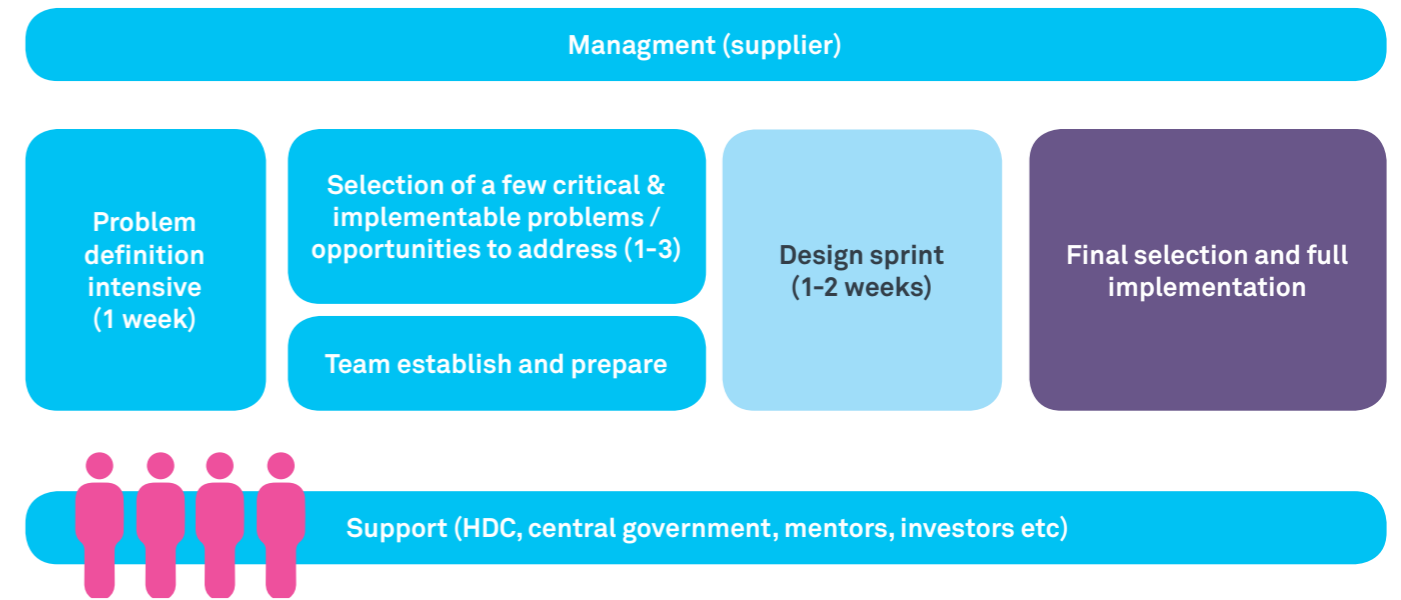 Managment (supplier)
Problem
definition
intensive
(1 week)
Selection of a few critical &
implementable problems /
opportunities to address (1-3)
Team establish and prepare
Design sprint
(1-2 weeks)
Final selection and full
implementation
Support (HDC, central government, mentors, investors etc)